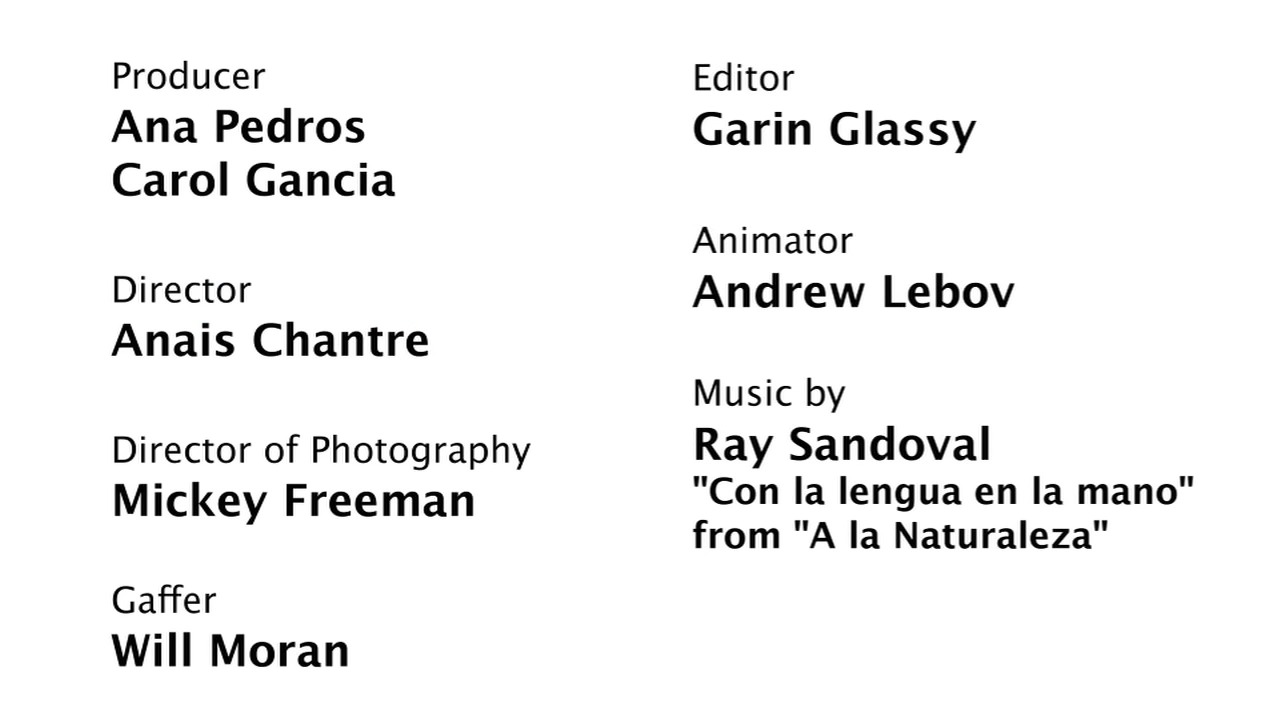 Producer
Ana Pedros
Carol Gancia
Director
Anais Chantre
Director of Photography
Mickey Freeman
Gaffer
Will Moran
Editor
Garin Glassy
Animator
Andrew Lebov
Music by
Ray Sandoval
"Con la lengua en la mano"
from "A la Naturaleza"